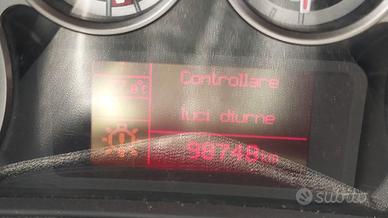 Controllare
°C
luci diurne
98748 km
subito